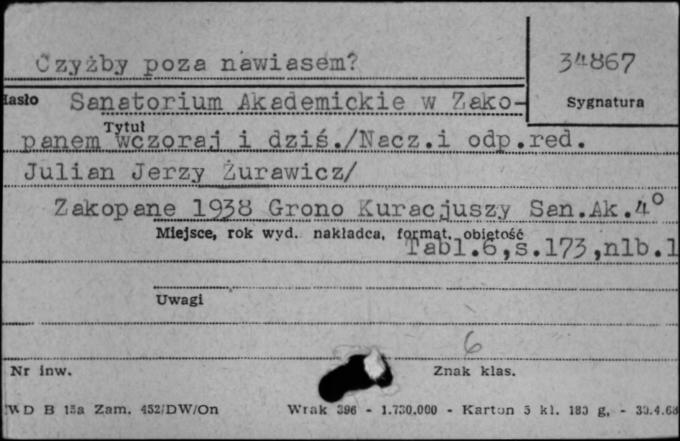 Czyżby poza nawiasem?
34867
Hasło Sanatorium Akademickie w Zako-
Sygnatura
Tytuł
panem wczoraj i dziś./Nacz.i odp.red.
Julian Jerzy Żurawicz/
Zakopane 1938 Grono Kuracjuszy San.Ak.4°
Miejsce, rok wyd. nakładca, format, objętość
Tabl.6,s.173,nlb.1
Uwagi
6
Nr inw.
Znak klas.
WD B 15a Zam. 452/DW/On Wrak 396 - 1.730.000 - Karton 5 kl. 180 g, - 30.4.68